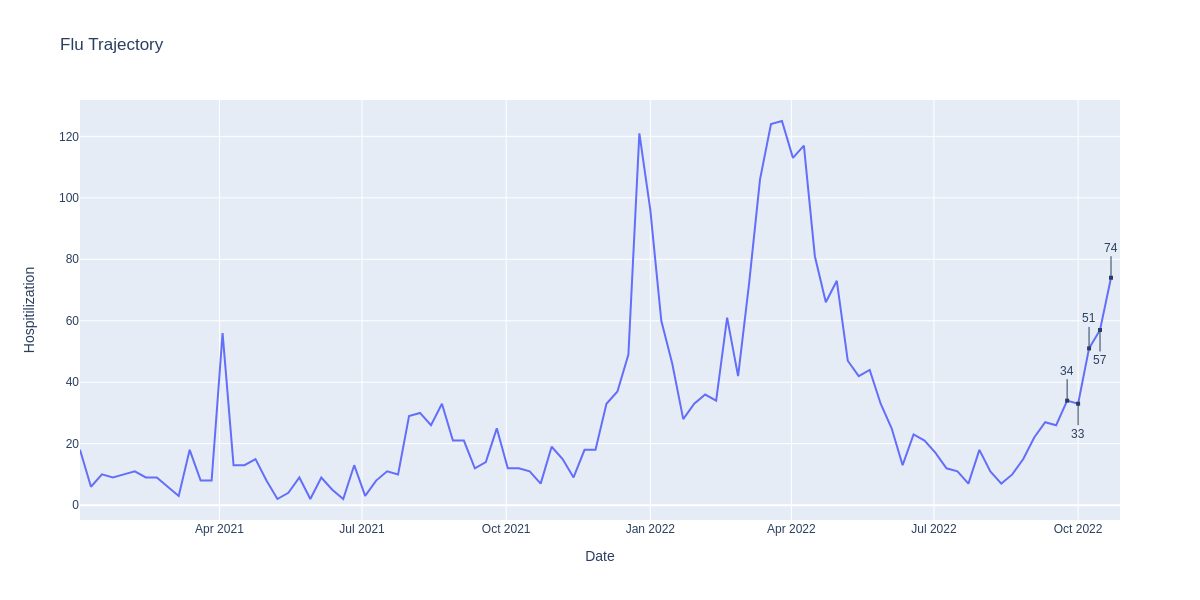 Flu Trajectory
120
100
80
60
40
20
0
Hospitilization
74
51
57
34
33
Apr 2021
Jul 2021
Oct 2021
Jan 2022
Apr 2022
Jul 2022
Oct 2022
Date